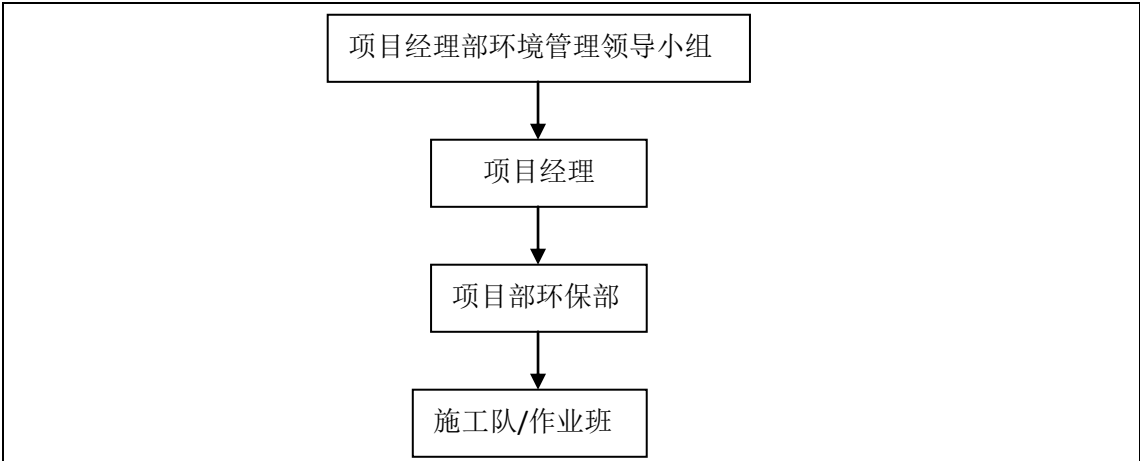 项目经理部环境管理领导小组
项目经理
项目部环保部
施工队/作业班